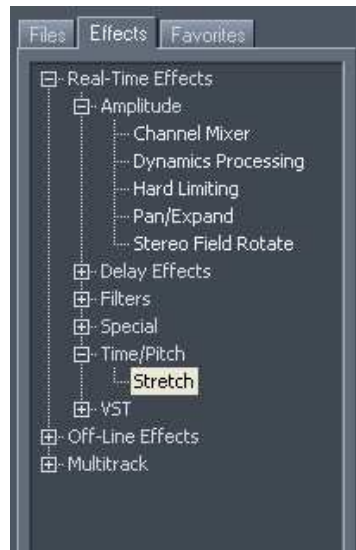 Files Effects Favorites
Real-Time Effects
Amplitude
Channel Mixer
Dynamics Processing
Hard Limiting
Pan/Expand
Stereo Field Rotate
Delay Effects
Filters
Special
Time/Pitch
Stretch
VST
Off-Line Effects
Multitrack